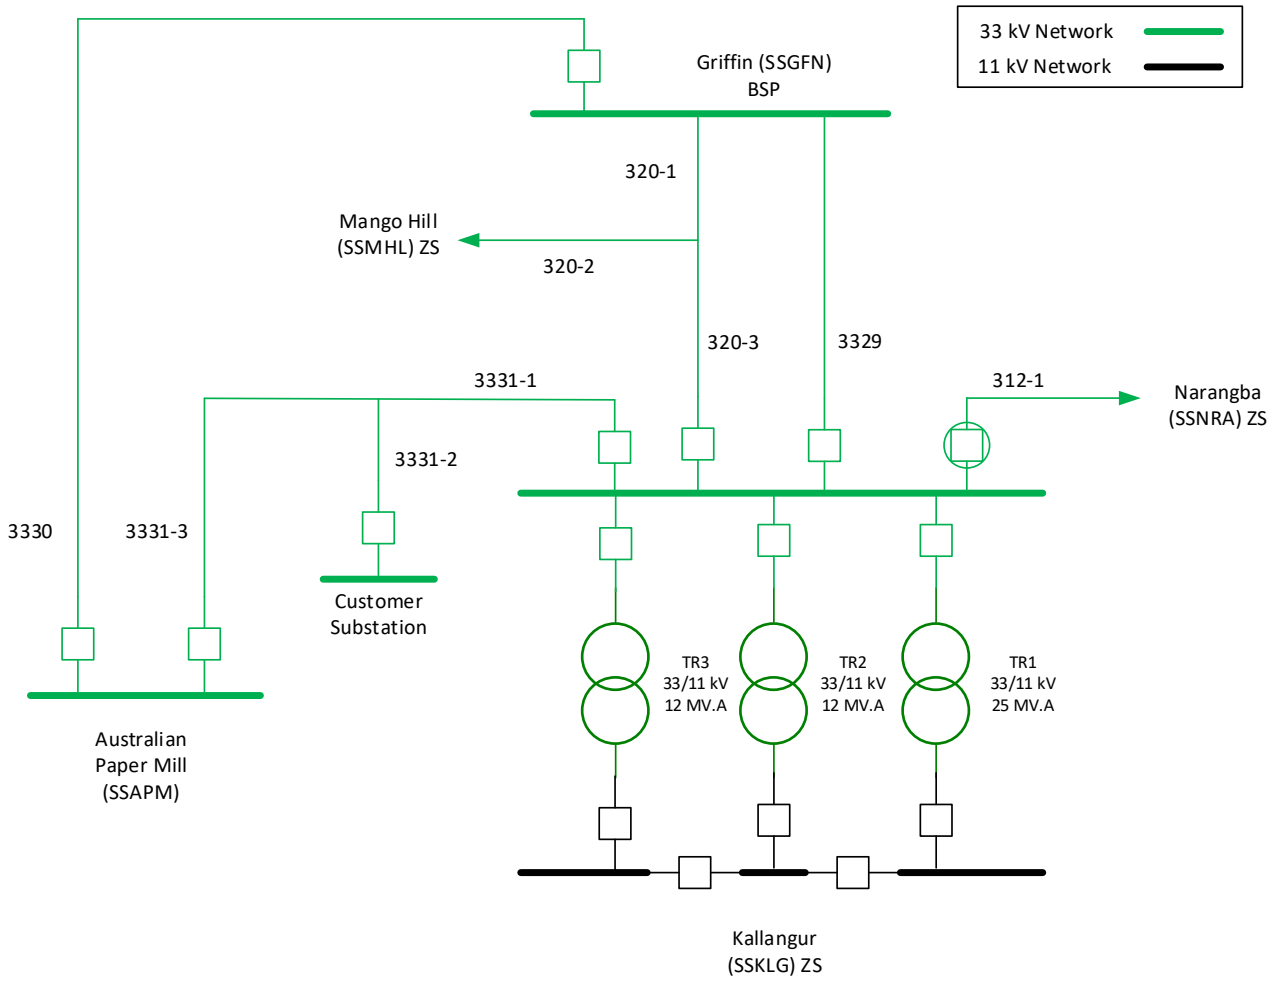 33 kV Network
11 kV Network
Griffin (SSGFN)
BSP
320-1
Mango Hill
(SSMHL) ZS
320-2
320-3
3329
3331-1
312-1
Narangba
(SSNRA) ZS
3331-2
3330
3331-3
Customer
Substation
TR3
33/11 kV
12 MV.A
TR2
33/11 kV
12 MV.A
TR1
33/11 kV
25 MV.A
Australian
Paper Mill
(SSAPM)
Kallangur
(SSKLG) ZS